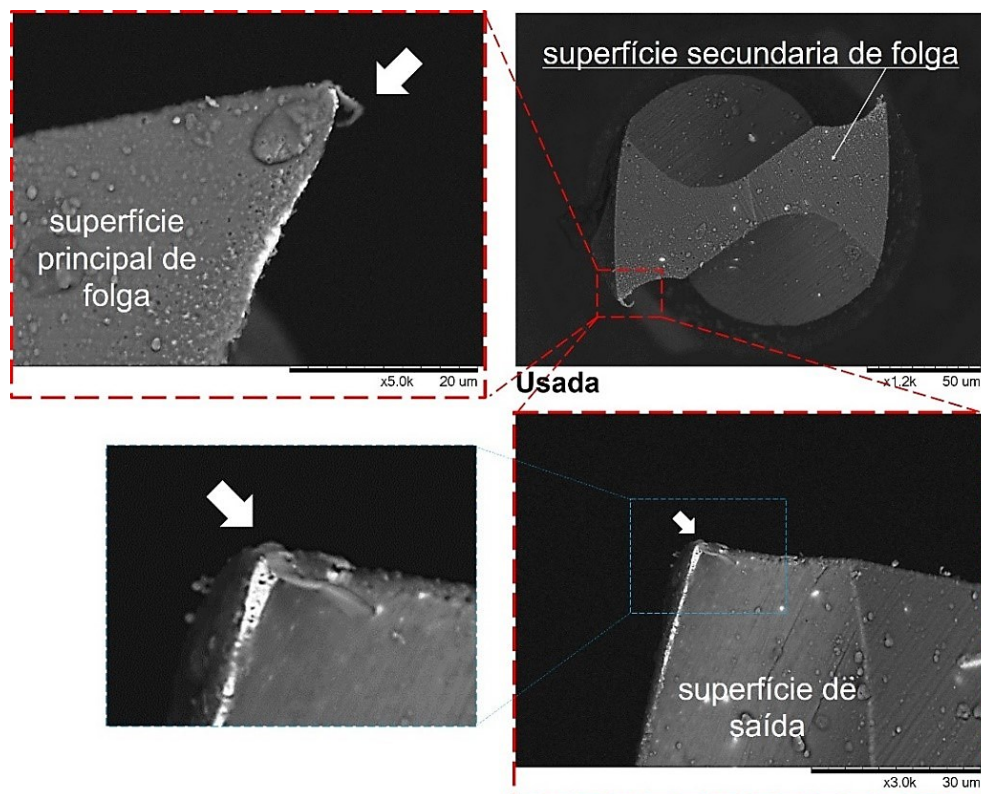 superfície
principal de
folga
x5.0k 20 um
superfície secundaria de folga
x1.2k 50 um
Usada
superfície de
saída
x3.0k 30 um